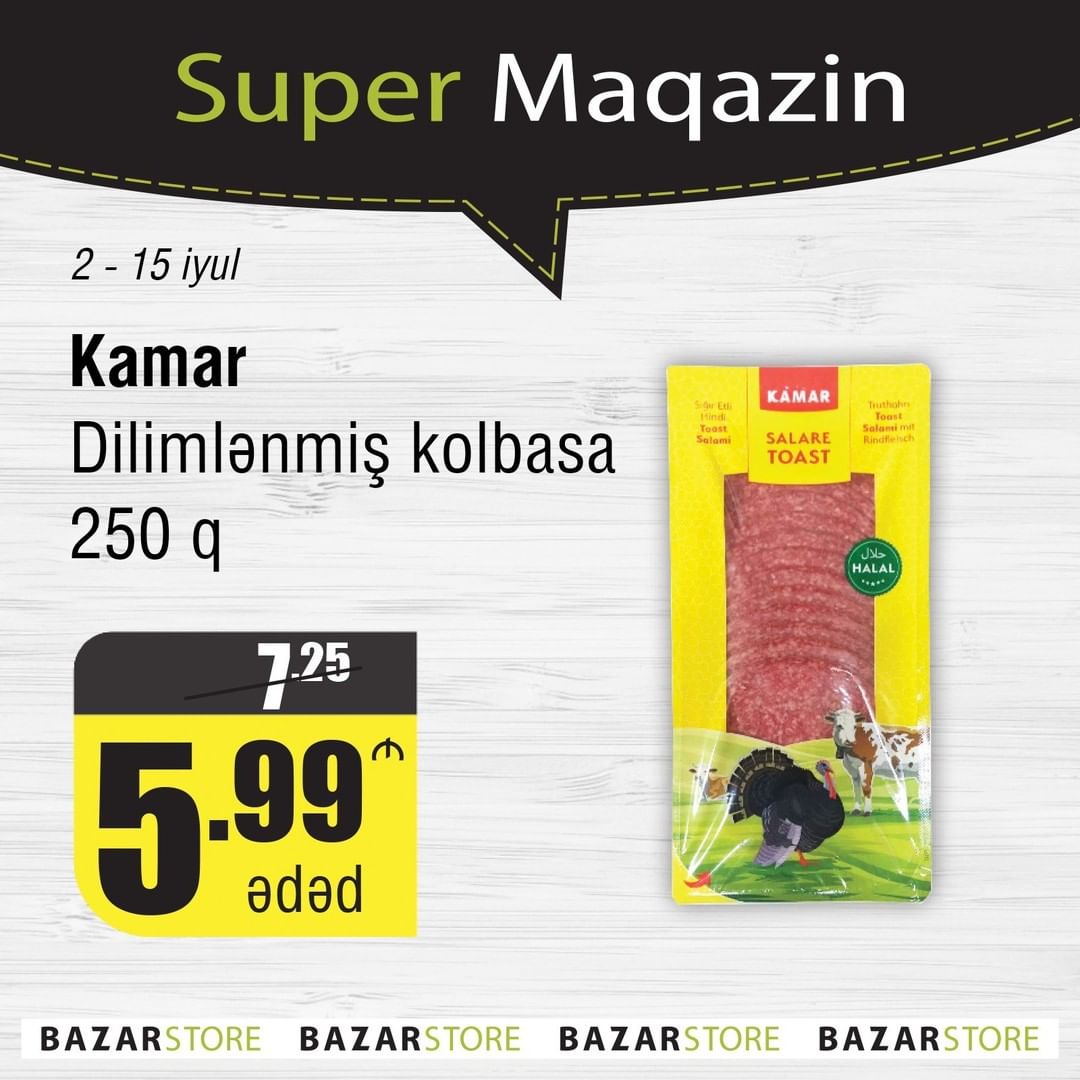 Super Maqazin
2 - 15 iyul
Kamar
Dilimlənmiş kolbasa
250 q
KAMAR
SALARE
TOAST
Sığır Etli
Hindi
Toast
Salami
Truthahn
Toast
Salami mit
Rindfleisch
حلال
HALAL
7.25
5.99 ₼
ədəd
BAZARSTORE BAZARSTORE BAZARSTORE BAZARSTORE